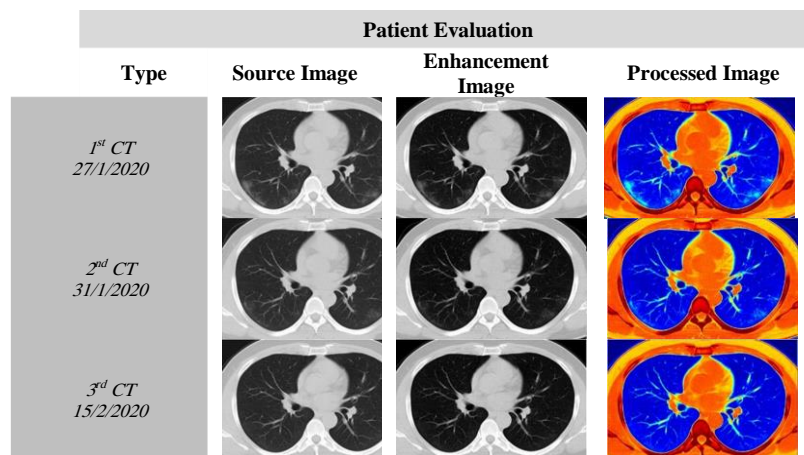 Patient Evaluation
Type Source Image Enhancement Image Processed Image
1st CT
27/1/2020
2nd CT
31/1/2020
3rd CT
15/2/2020